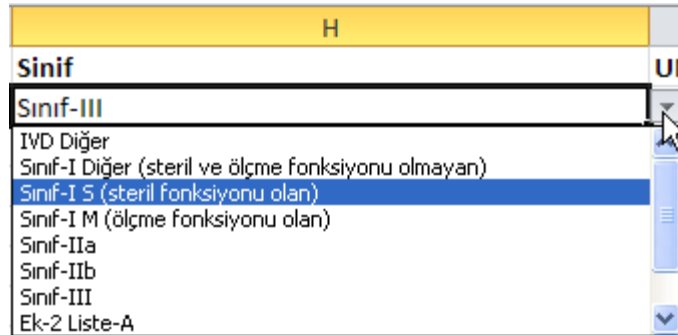 H
Sinif
Sınıf-III
IVD Diğer
Sınıf-I Diğer (steril ve ölçme fonksiyonu olmayan)
Sınıf-I S (steril fonksiyonu olan)
Sınıf-I M (ölçme fonksiyonu olan)
Sınıf-IIa
Sınıf-IIb
Sınıf-III
Ek-2 Liste-A